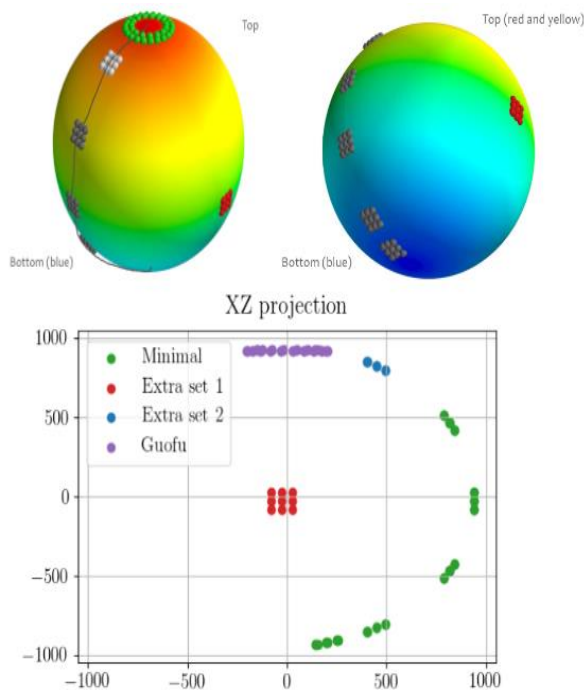 Top
Top (red and yellow)
Bottom (blue)
Bottom (blue)
XZ projection
1000
500
0
−500
−1000
Minimal
Extra set 1
Extra set 2
Guofu
−1000
−500
0
500
1000